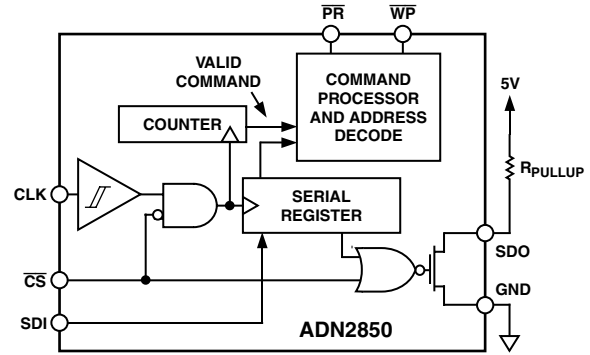 PR
WP
VALID
COMMAND
COMMAND
PROCESSOR
AND ADDRESS
DECODE
5V
COUNTER
RPULLUP
CLK
SERIAL
REGISTER
SDO
CS
GND
SDI
ADN2850